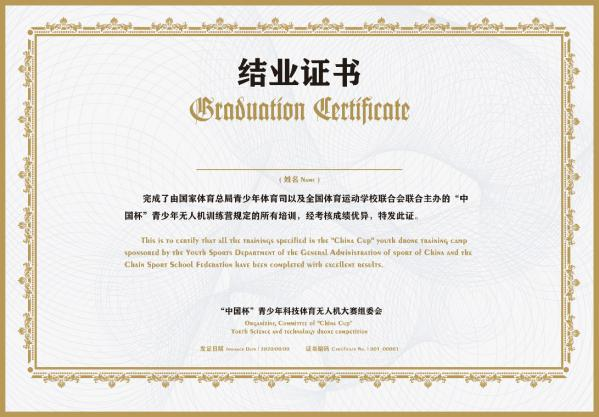 结业证书
Graduation Certificate
( 姓名 Name )
完成了由国家体育总局青少年体育司以及全国体育运动学校联合会联合主办的“中
国杯”青少年无人机训练营规定的所有培训，经考核成绩优异，特发此证。
This is to certify that all the trainings specified in the "China Cup" youth drone training camp
sponsored by the Youth Sports Department of the General Administration of sport of China and the
Chain Sport School Federation have been completed with excellent results.
“中国杯”青少年科技体育无人机大赛组委会
Organizing Committee of "China Cup"
Youth Science and technology drone competition
发证日期 Issuance Date : 2020/00/00 证书编码 Certificate No. : 001-00001